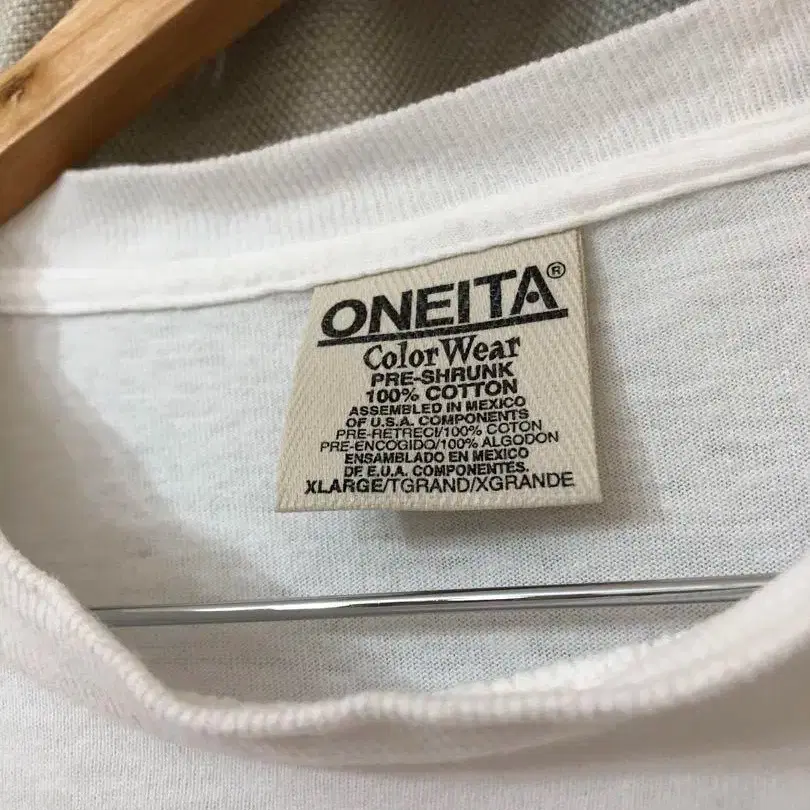 ONEITA®
Color Wear
PRE-SHRUNK
100% COTTON
ASSEMBLED IN MEXICO
OF U.S.A. COMPONENTS
PRE-RETRECI/100% COTON
PRE-ENCOGIDO/100% ALGODON
ENSAMBLADO EN MEXICO
DE E.U.A. COMPONENTES.
XLARGE/TGRAND/XGRANDE